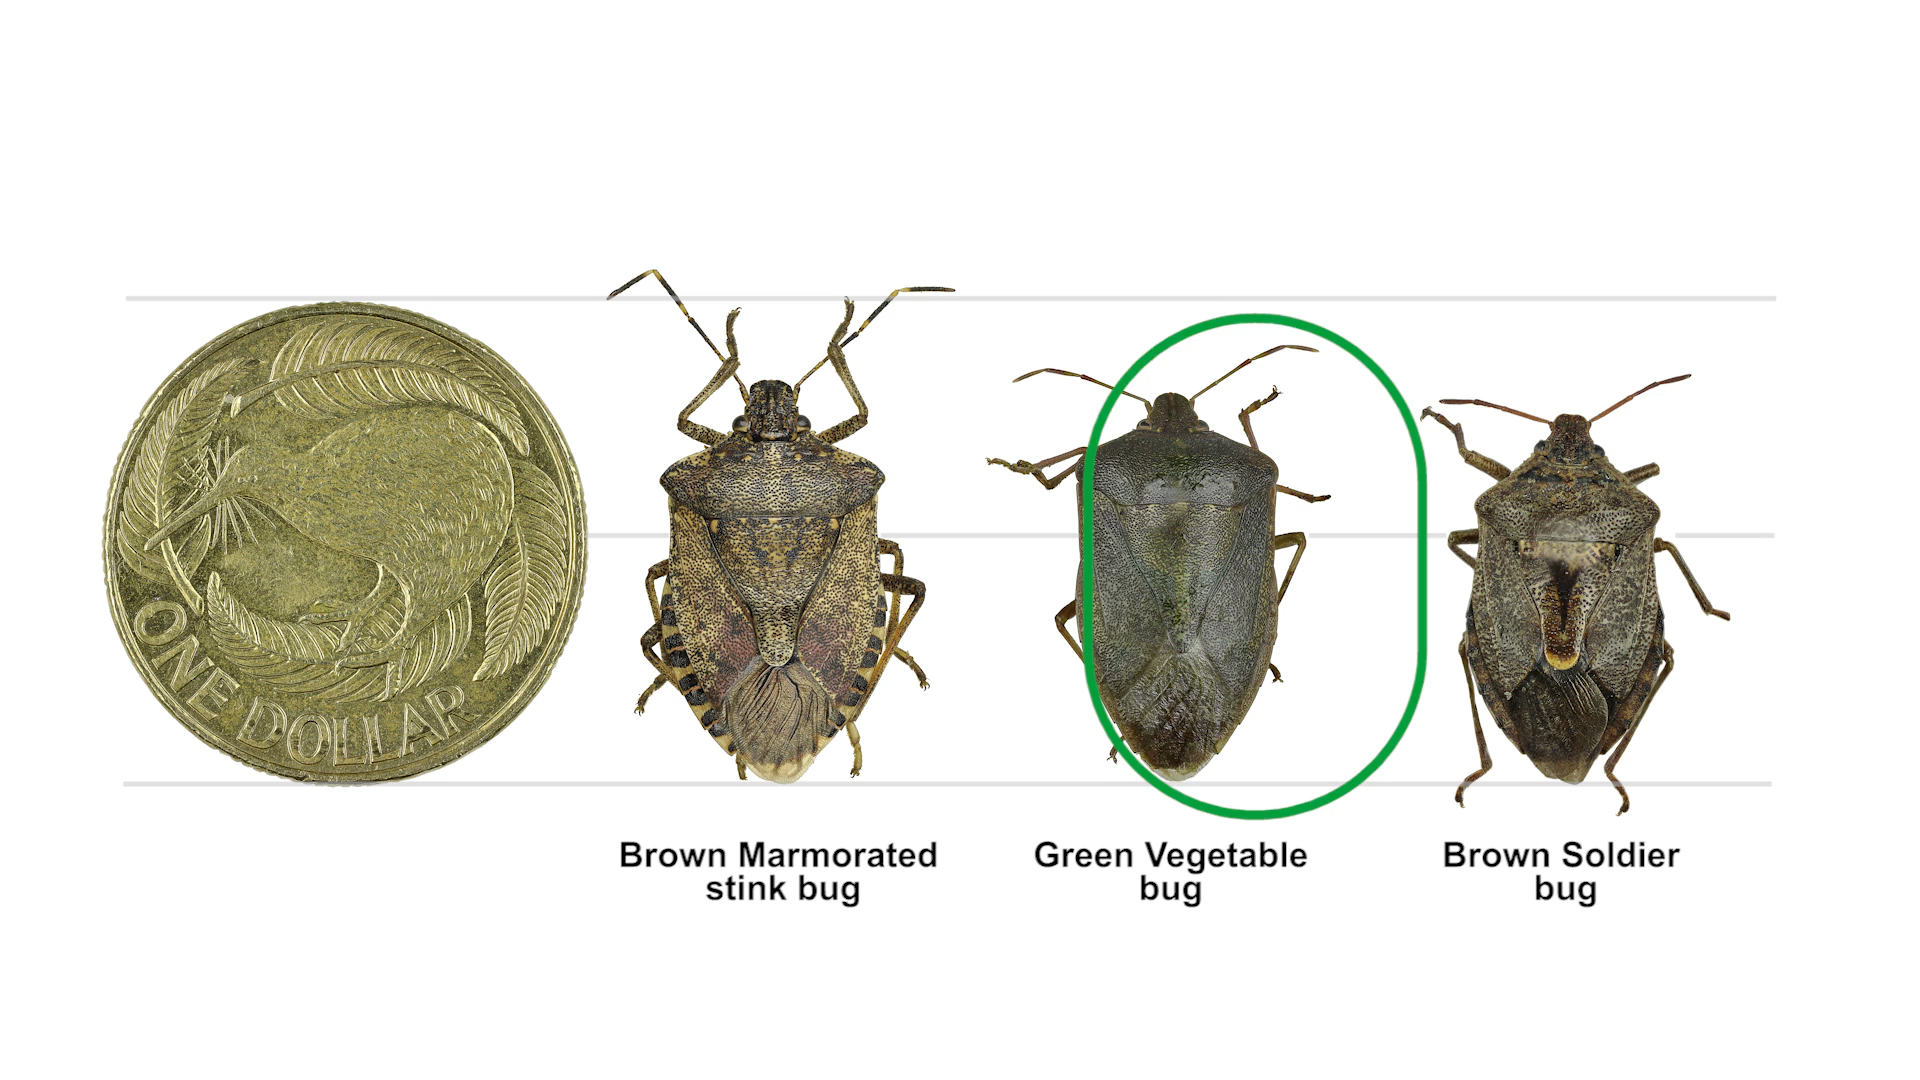 ONE DOLLAR
Brown Marmorated
stink bug
Green Vegetable
bug
Brown Soldier
bug